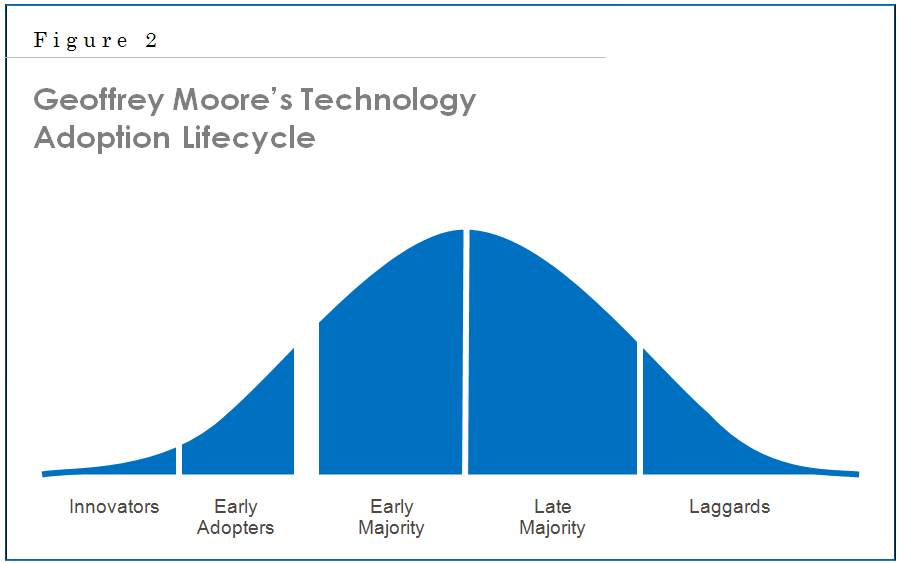 Figure 2
Geoffrey Moore’s Technology
Adoption Lifecycle
Innovators
Early
Adopters
Early
Majority
Late
Majority
Laggards